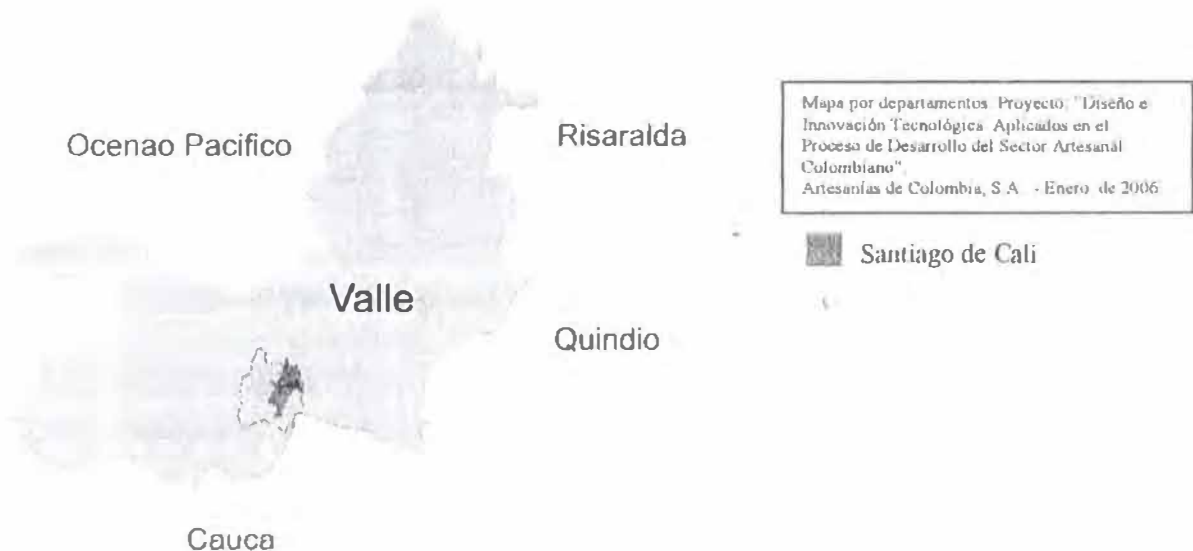 Ocenao Pacifico
Risaralda
Mapa por departamentos. Proyecto: "Diseño e
Innovación Tecnológica Aplicados en el
Proceso de Desarrollo del Sector Artesanal
Colombiano".
Artesanías de Colombia, S.A. - Enero de 2006
Santiago de Cali
Valle
Quindio
Cauca